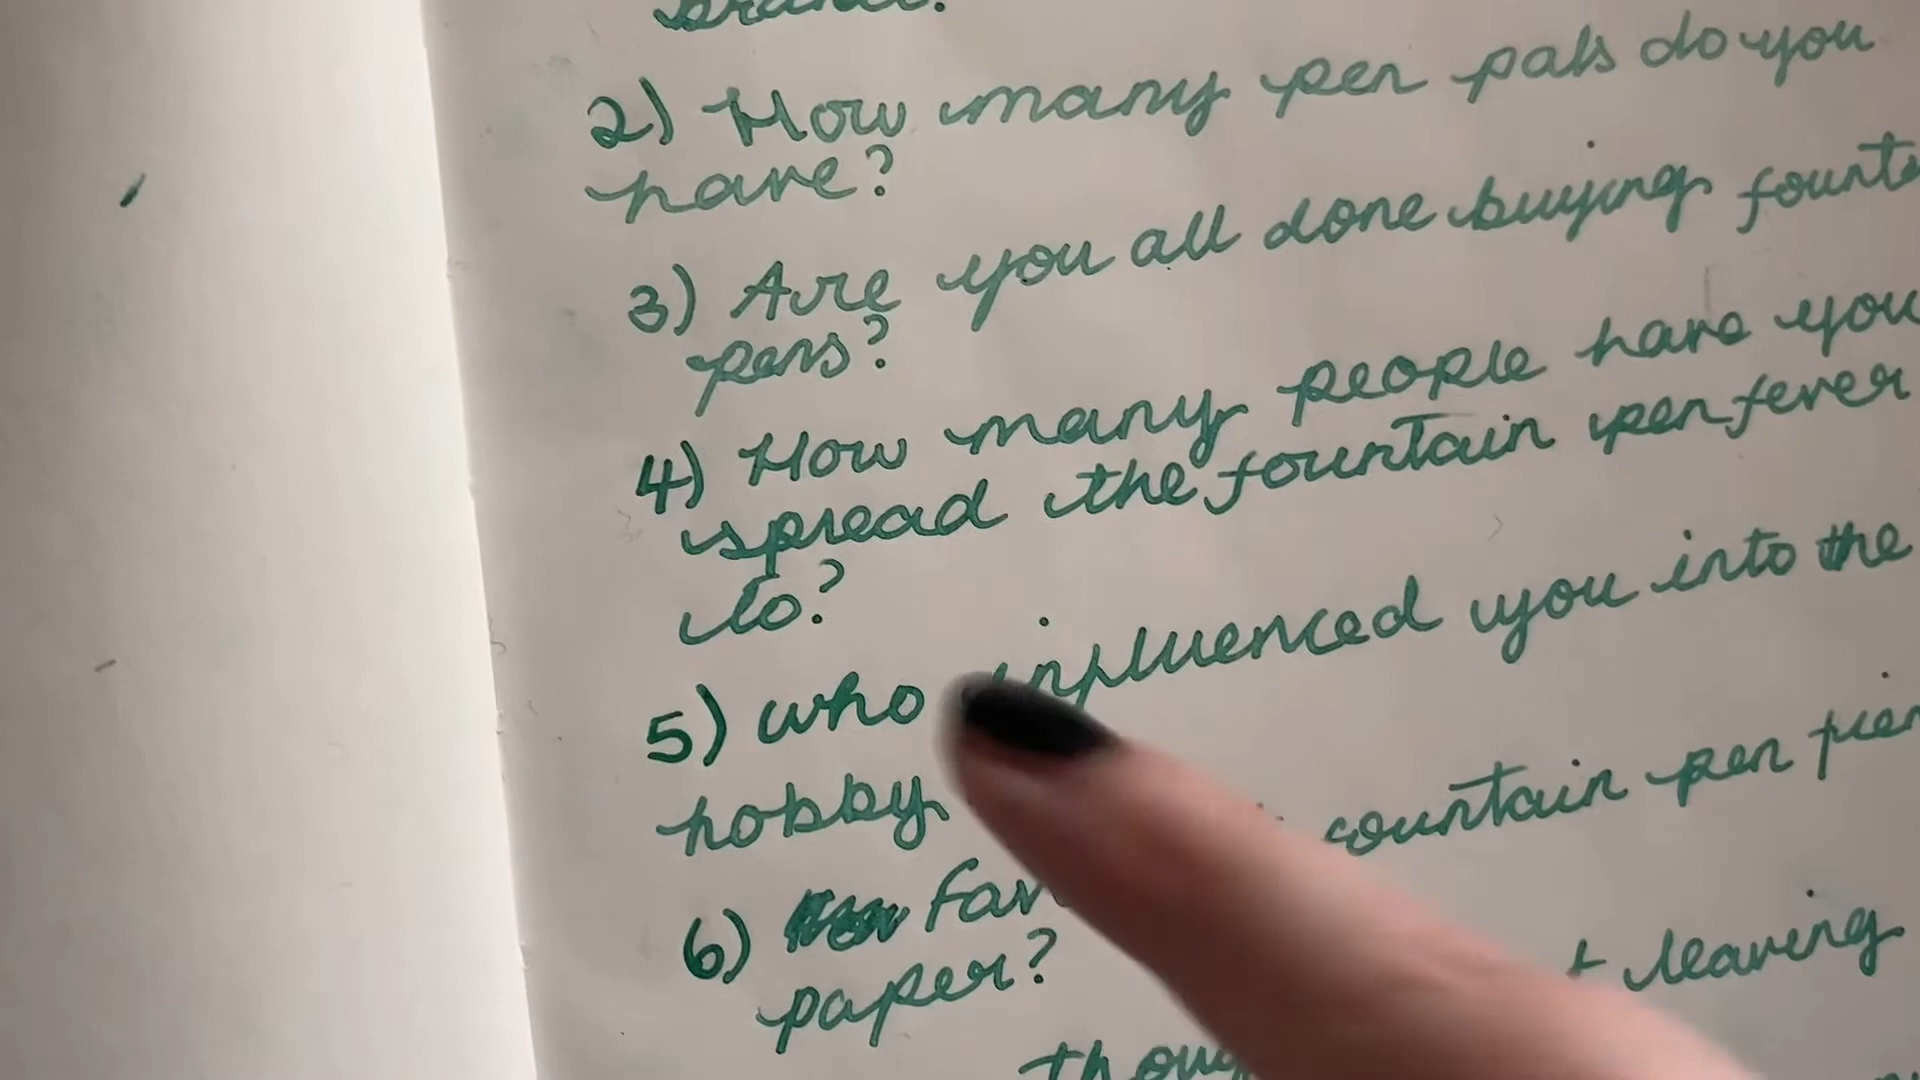 2) How many pen pals do you
have?
3) Are you all done buying
pens?
4) How many people have you
spread the fountain pen fever
to?
5) who influenced you into the
hobby
6) fountain pen
paper?
leaving